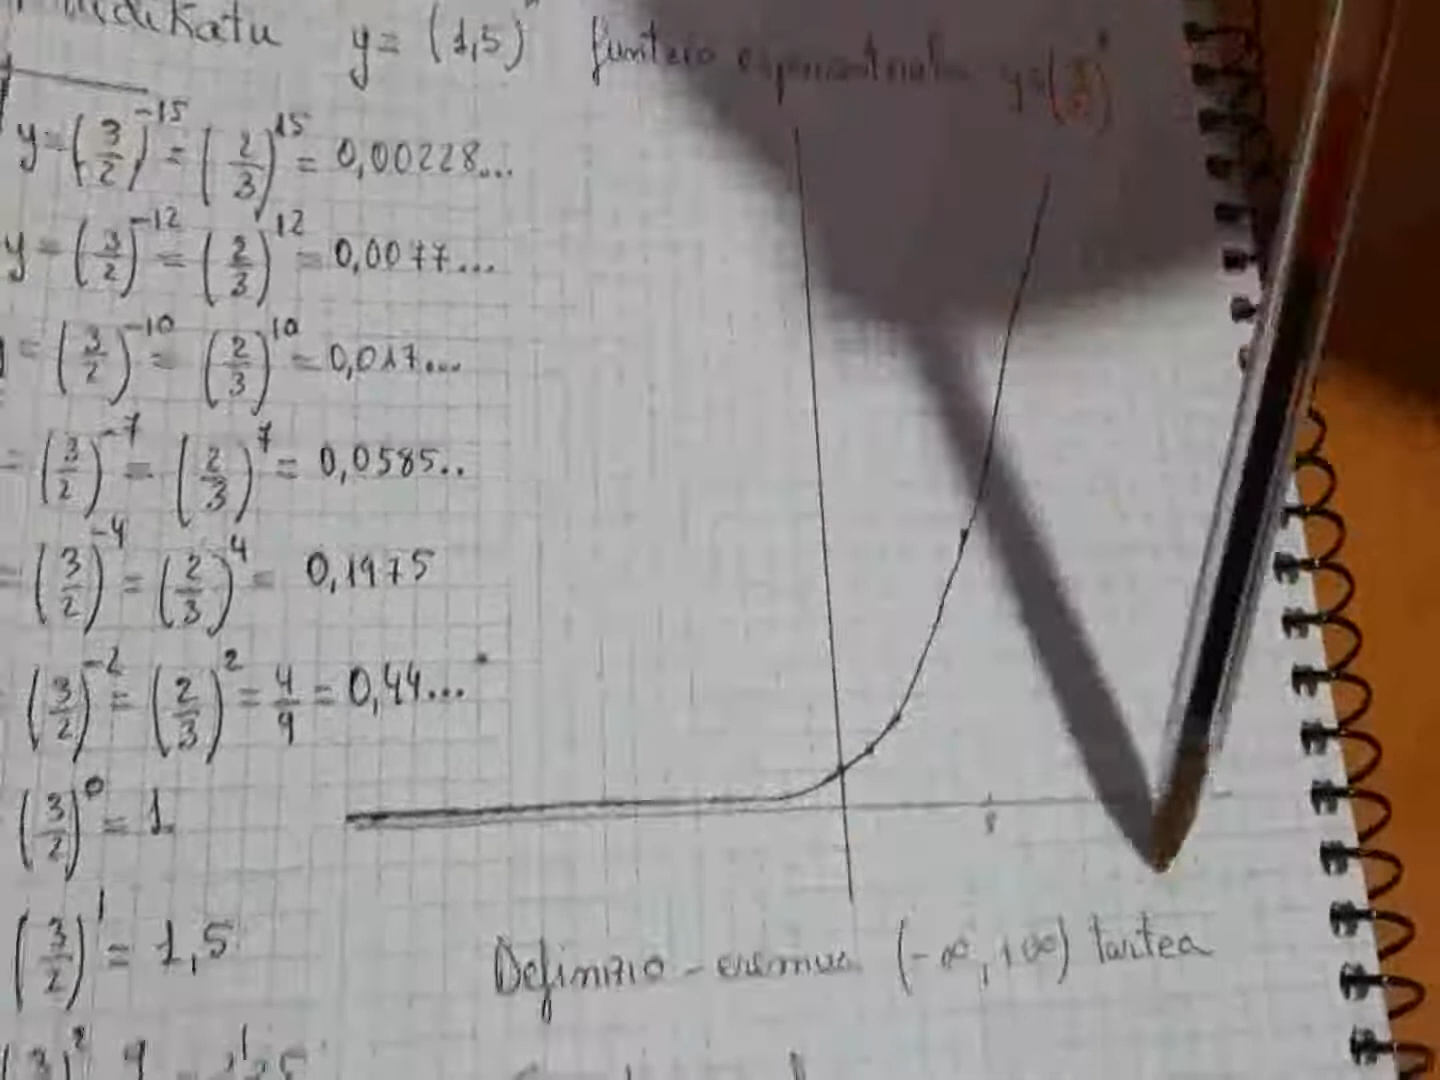 y = (1,5)ˣ funtzio esponentziala y = (3/2)ˣ
y = (3/2)⁻¹⁵ = (2/3)¹⁵ = 0,00228...
y = (3/2)⁻¹² = (2/3)¹² = 0,0077...
= (3/2)⁻¹⁰ = (2/3)¹⁰ = 0,017...
= (3/2)⁻⁷ = (2/3)⁷ = 0,0585..
= (3/2)⁻⁴ = (2/3)⁴ = 0,1975
(3/2)⁻² = (2/3)² = 4/9 = 0,44...
(3/2)⁰ = 1
(3/2)¹ = 1,5
Definizio-eremua (-∞, +∞) tartea